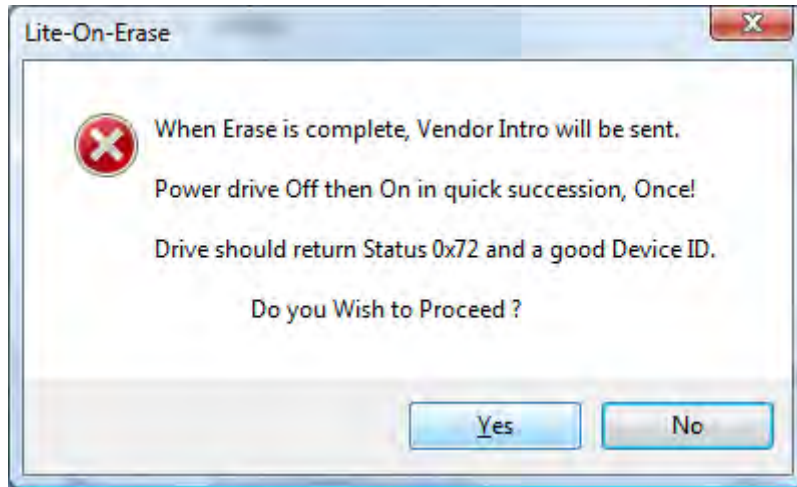 Lite-On-Erase
When Erase is complete, Vendor Intro will be sent.
Power drive Off then On in quick succession, Once!
Drive should return Status 0x72 and a good Device ID.
Do you Wish to Proceed ?
Yes No